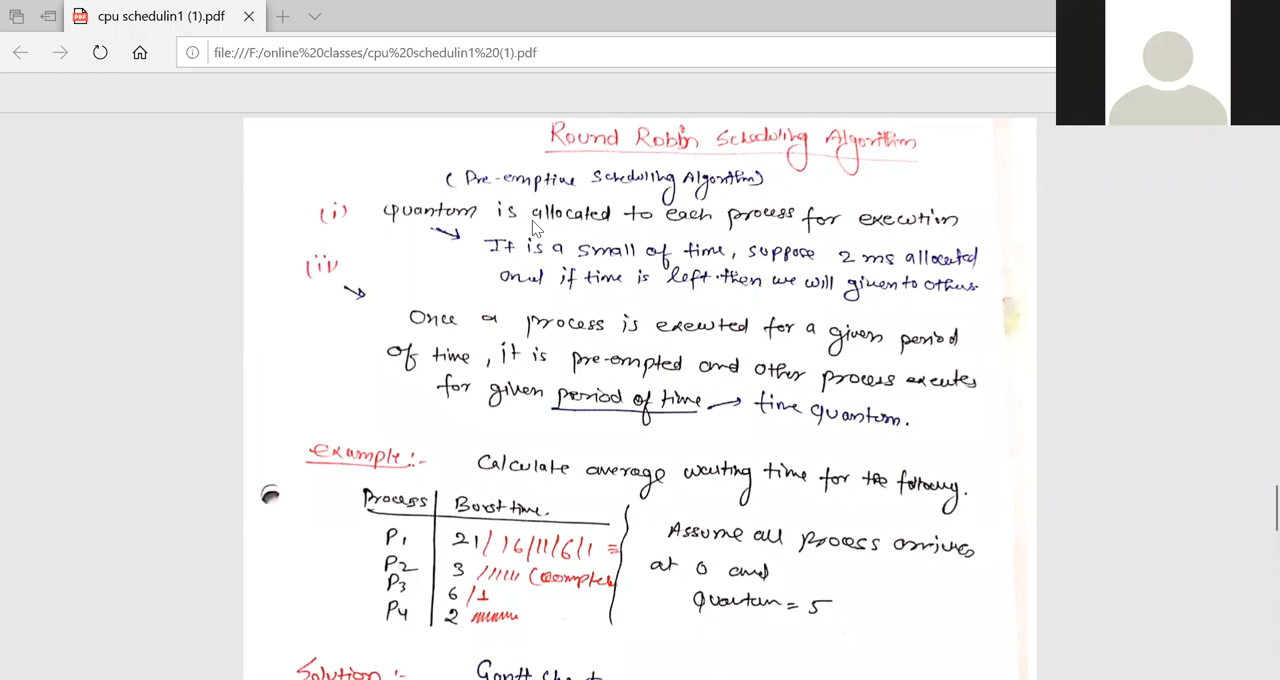 cpu schedulin1 (1).pdf
file:///F:/online%20classes/cpu%20schedulin1%20(1).pdf
Round Robin Scheduling Algorithm
(Pre-emptive Scheduling Algorithm)
(i) quantum is allocated to each process for execution
It is a small of time, suppose 2 ms allocated
(ii) and if time is left then we will given to others
Once a process is executed for a given period
of time, it is pre-empted and other process executes
for given period of time → time quantum.
example:- Calculate average waiting time for the following.
Process Burst time.
P1 21/16/11/6/1 =
P2 3 (complete
P3 6/1
P4 2
Assume all process arrives
at 0 and
quantum = 5
Solution :- Gantt chart